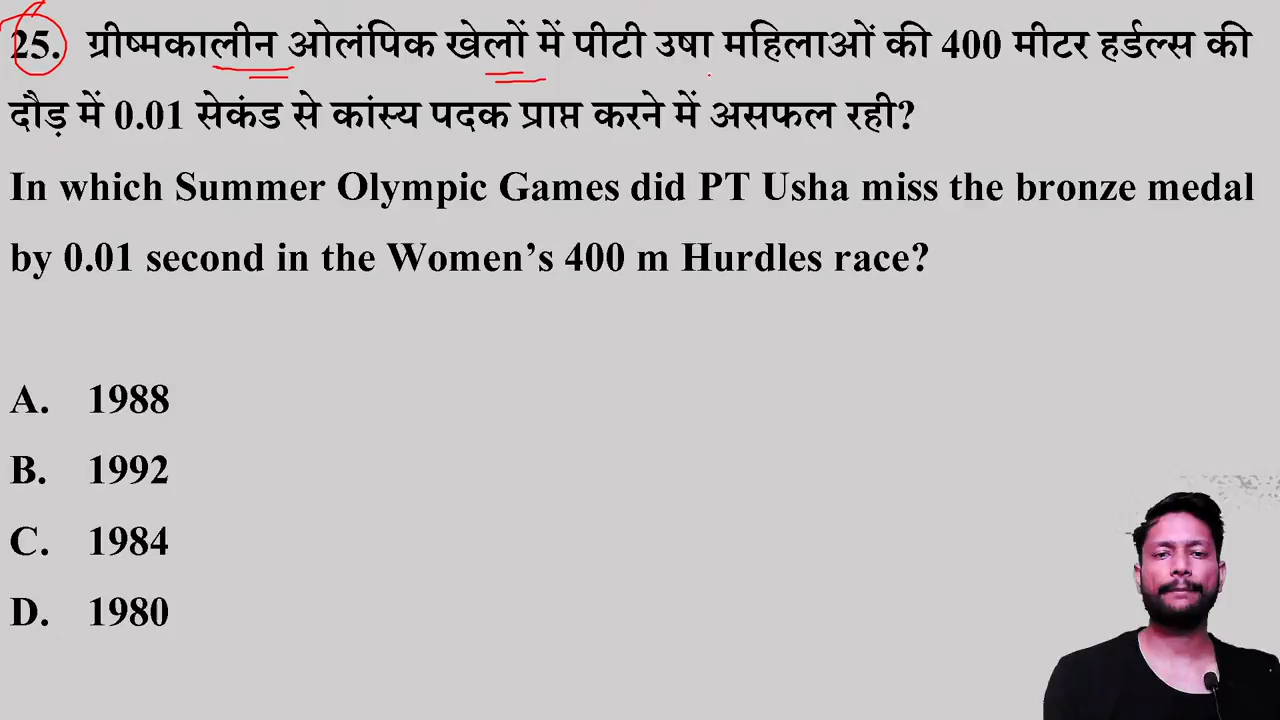 25. ग्रीष्मकालीन ओलंपिक खेलों में पीटी उषा महिलाओं की 400 मीटर हर्डल्स की
दौड़ में 0.01 सेकंड से कांस्य पदक प्राप्त करने में असफल रही?
In which Summer Olympic Games did PT Usha miss the bronze medal
by 0.01 second in the Women’s 400 m Hurdles race?
A. 1988
B. 1992
C. 1984
D. 1980